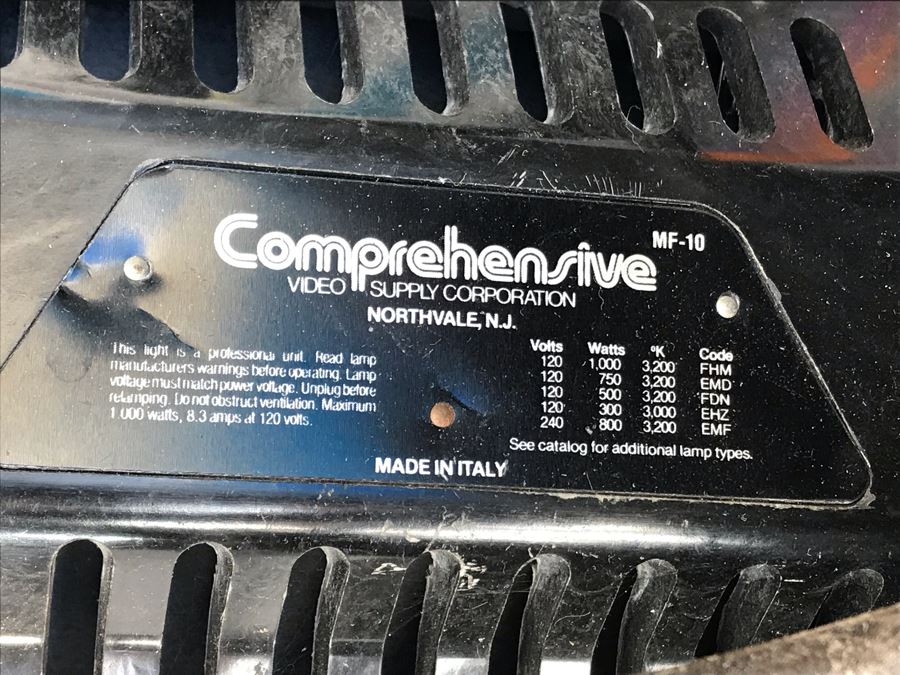 Comprehensive
MF-10
VIDEO SUPPLY CORPORATION
NORTHVALE, N.J.
This light is a professional unit. Read lamp
manufacturers warnings before operating. Lamp
voltage must match power voltage. Unplug before
relamping. Do not obstruct ventilation. Maximum
1,000 watts, 8.3 amps at 120 volts.
Volts Watts °K Code
120 1,000 3,200 FHM
120 750 3,200 EMD
120 500 3,200 FDN
120 300 3,000 EHZ
240 800 3,200 EMF
See catalog for additional lamp types.
MADE IN ITALY